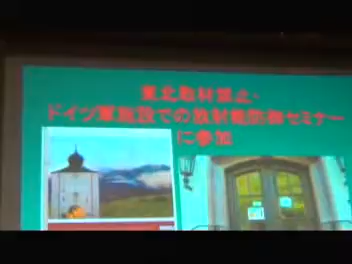 東北取材禁止・
ドイツ軍施設での放射能防御セミナー
に参加